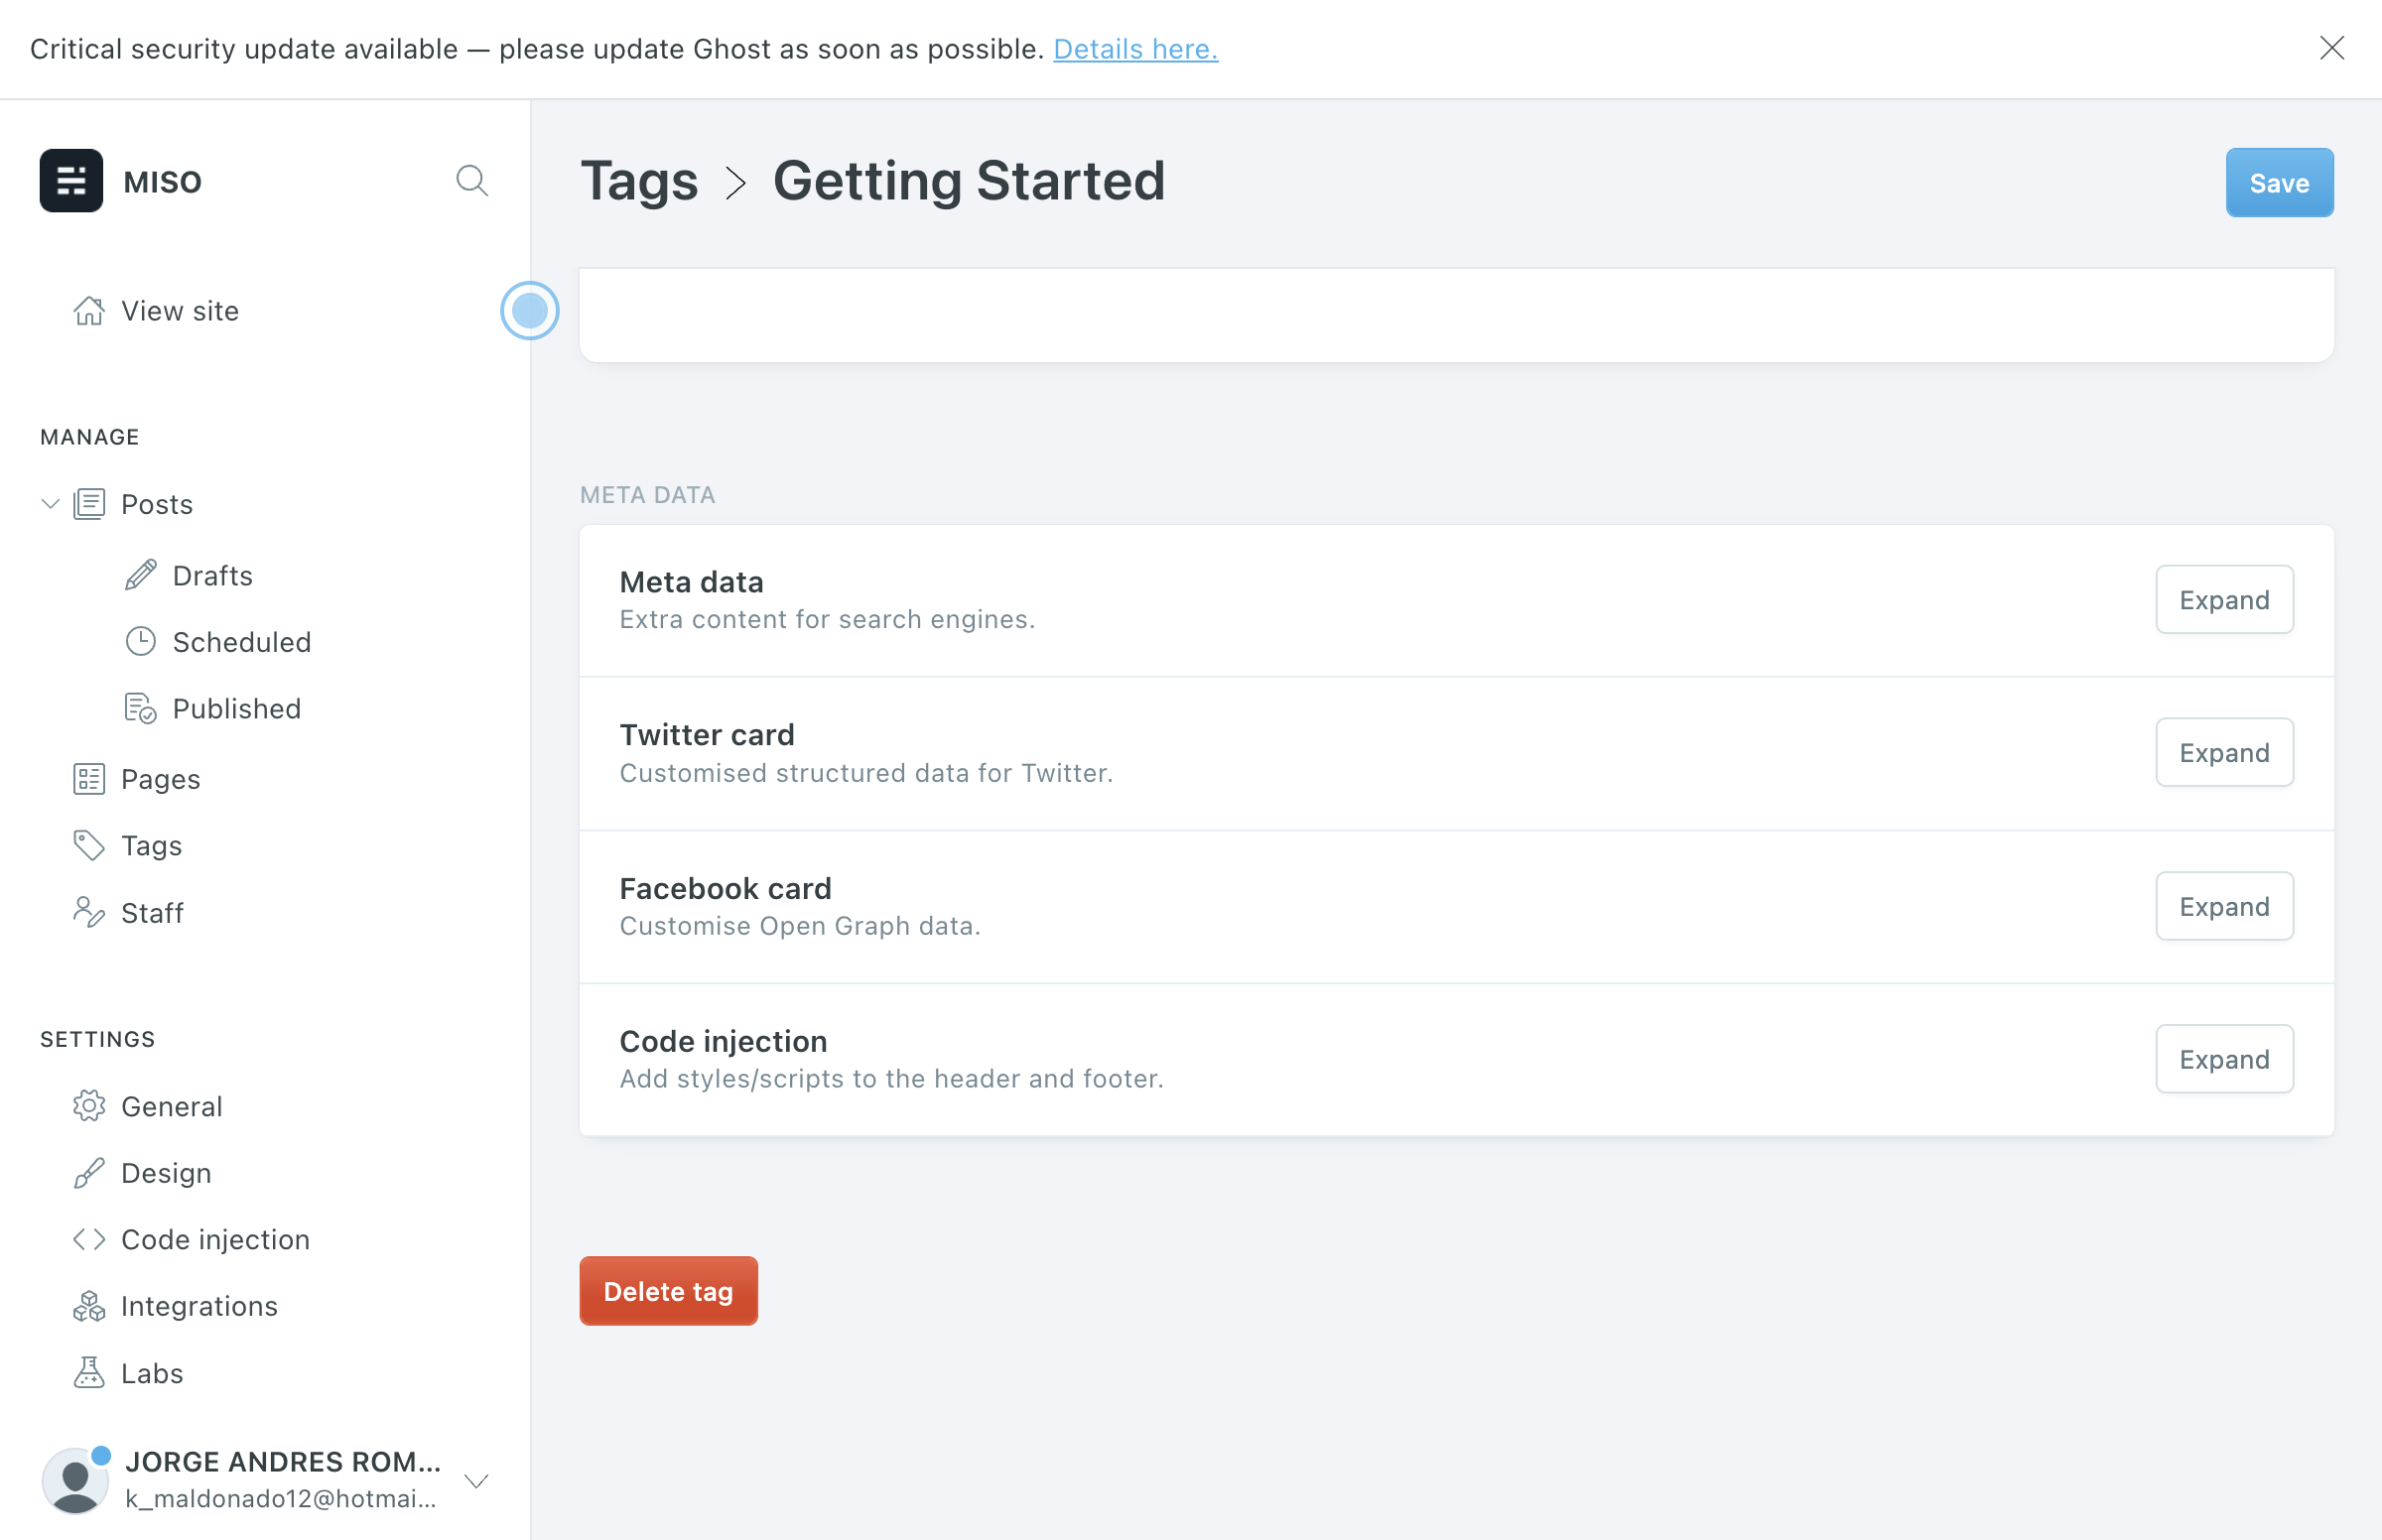 Critical security update available — please update Ghost as soon as possible. Details here.
MISO
View site
MANAGE
Posts
Drafts
Scheduled
Published
Pages
Tags
Staff
SETTINGS
General
Design
Code injection
Integrations
Labs
JORGE ANDRES ROM...
k_maldonado12@hotmai...
Tags > Getting Started
Save
META DATA
Meta data
Extra content for search engines.
Expand
Twitter card
Customised structured data for Twitter.
Expand
Facebook card
Customise Open Graph data.
Expand
Code injection
Add styles/scripts to the header and footer.
Expand
Delete tag